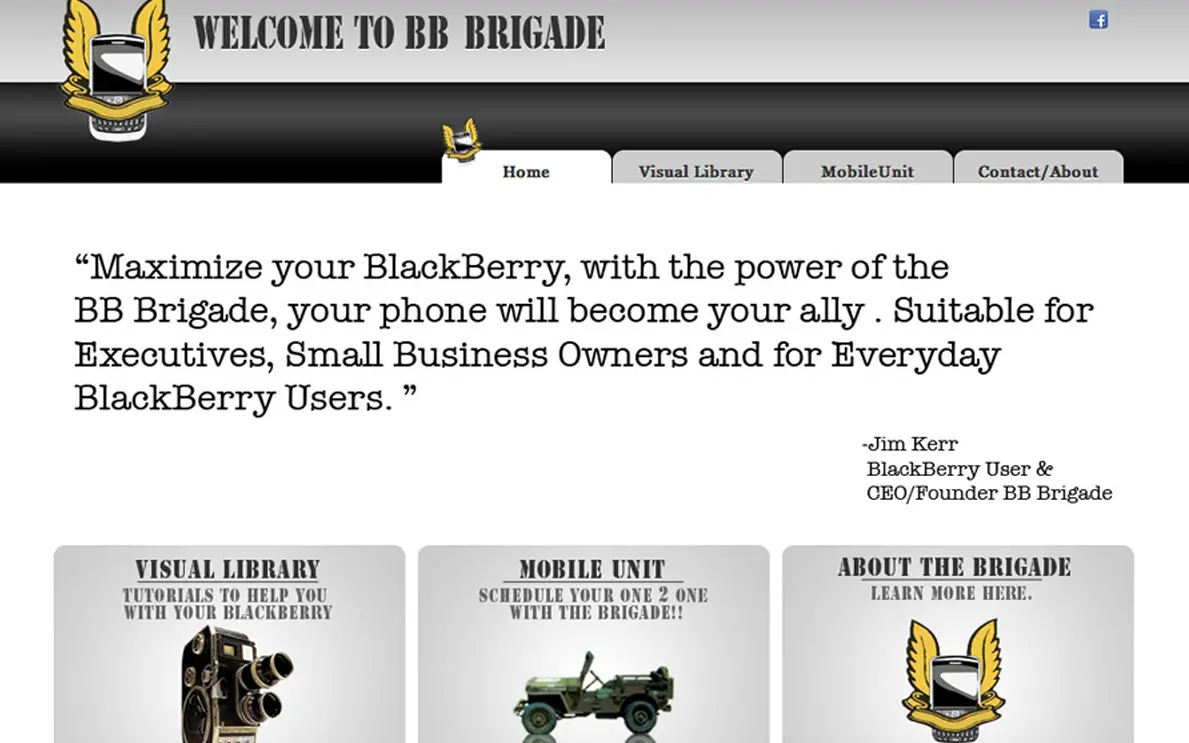 WELCOME TO BB BRIGADE
Home
Visual Library
MobileUnit
Contact/About
“Maximize your BlackBerry, with the power of the
BB Brigade, your phone will become your ally . Suitable for
Executives, Small Business Owners and for Everyday
BlackBerry Users. ”
-Jim Kerr
BlackBerry User &
CEO/Founder BB Brigade
VISUAL LIBRARY
TUTORIALS TO HELP YOU
WITH YOUR BLACKBERRY
MOBILE UNIT
SCHEDULE YOUR ONE 2 ONE
WITH THE BRIGADE!!
ABOUT THE BRIGADE
LEARN MORE HERE.